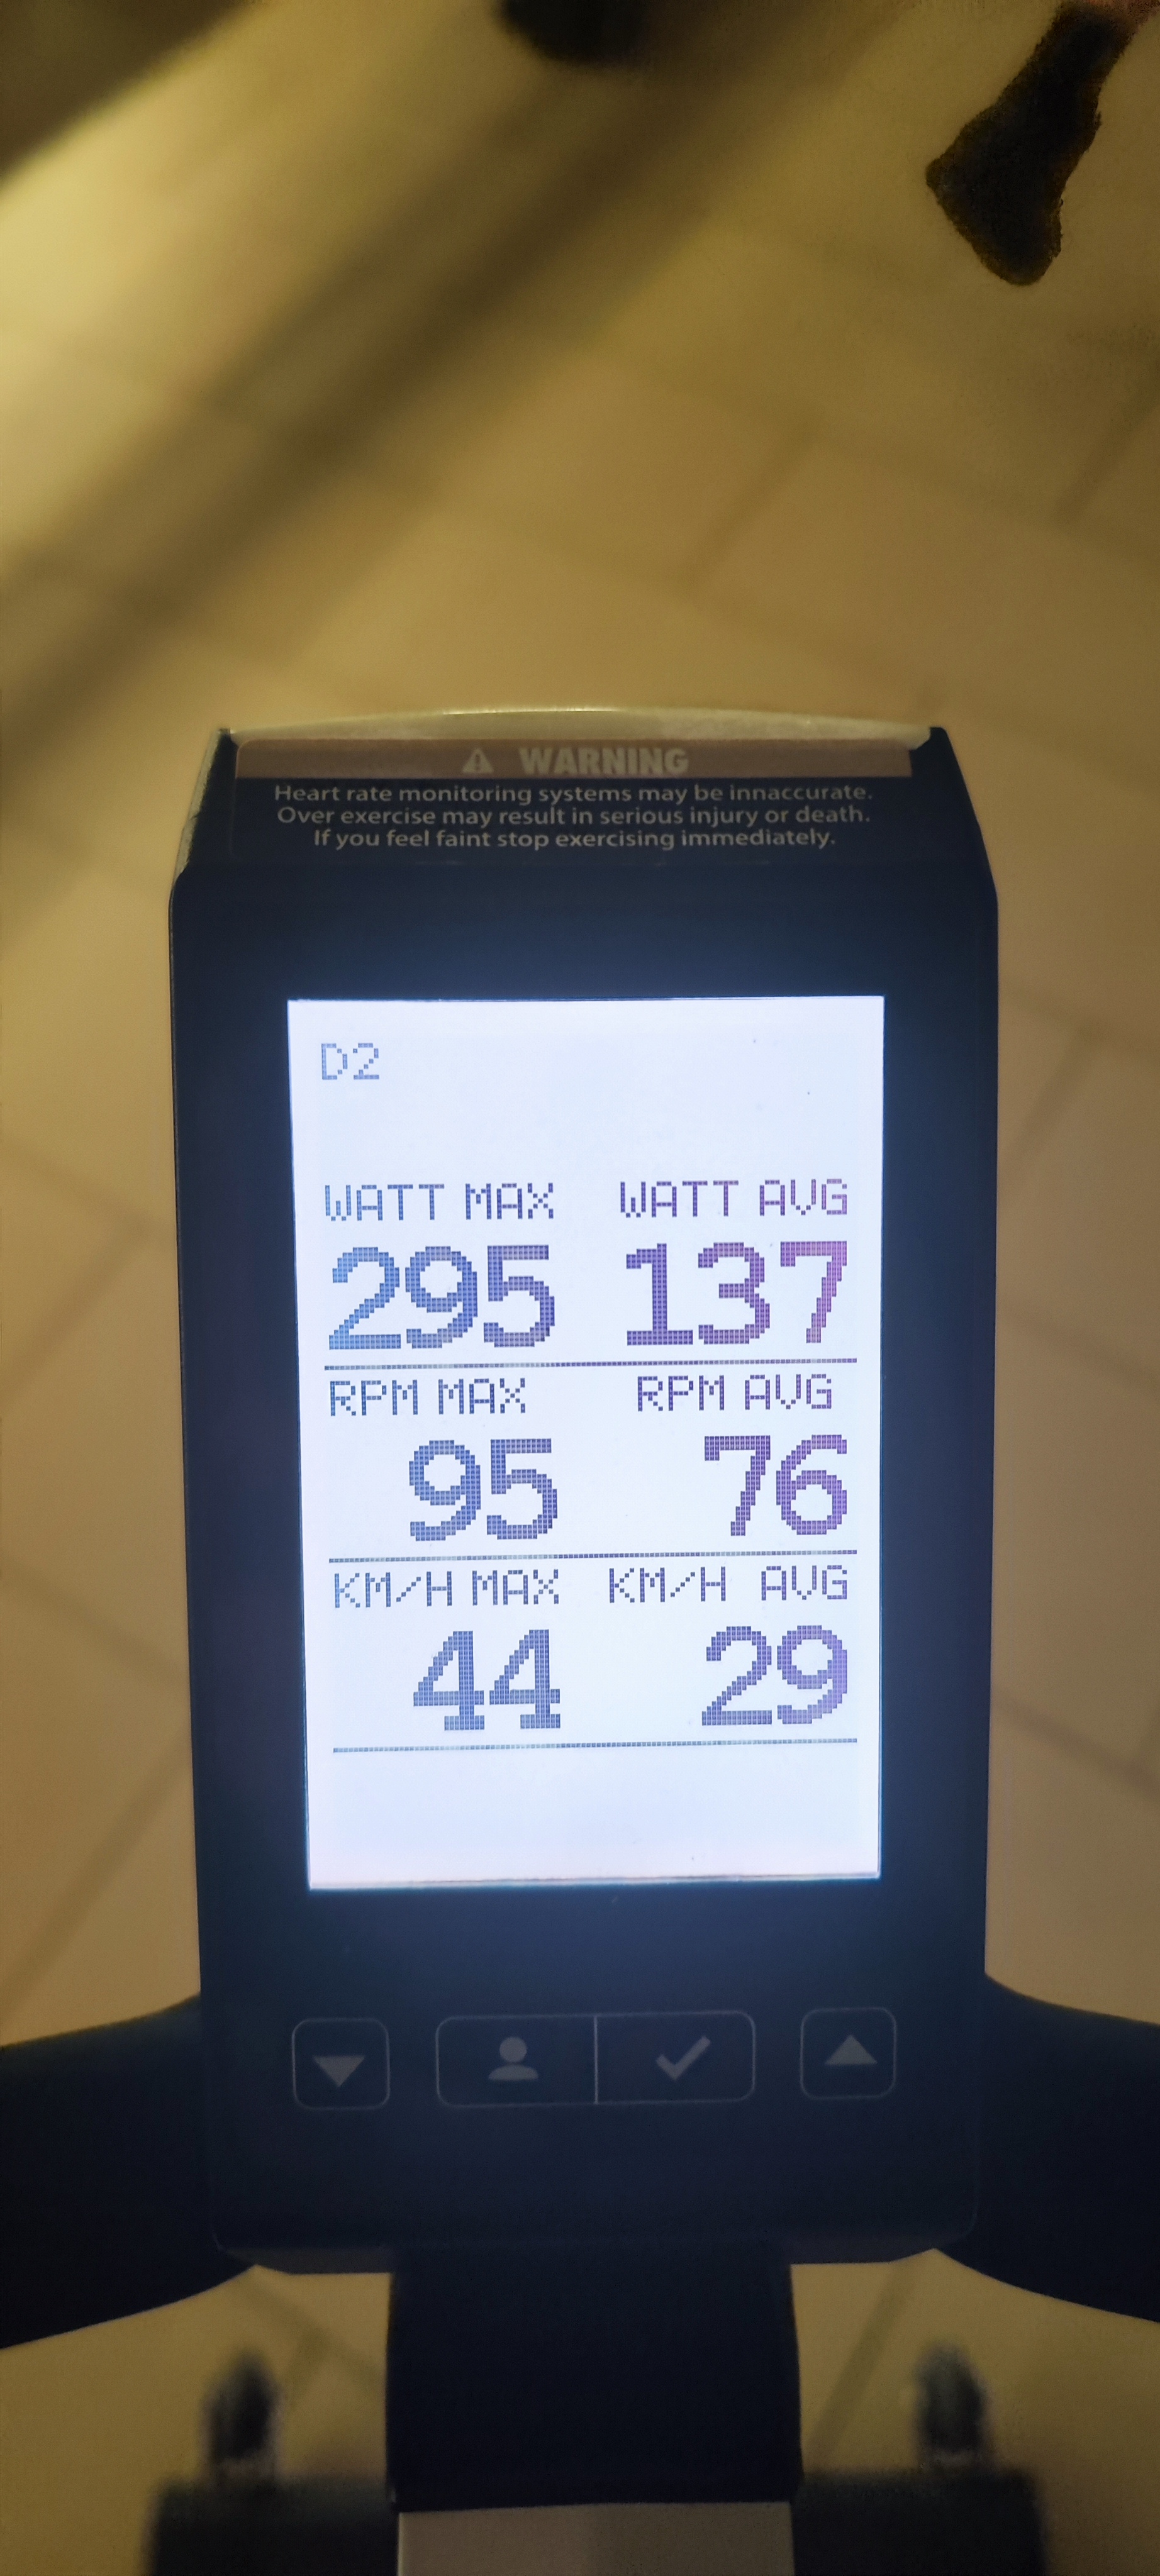 WARNING
Heart rate monitoring systems may be innaccurate.
Over exercise may result in serious injury or death.
If you feel faint stop exercising immediately.
D2
WATT MAX WATT AVG
295 137
RPM MAX RPM AVG
95 76
KM/H MAX KM/H AVG
44 29